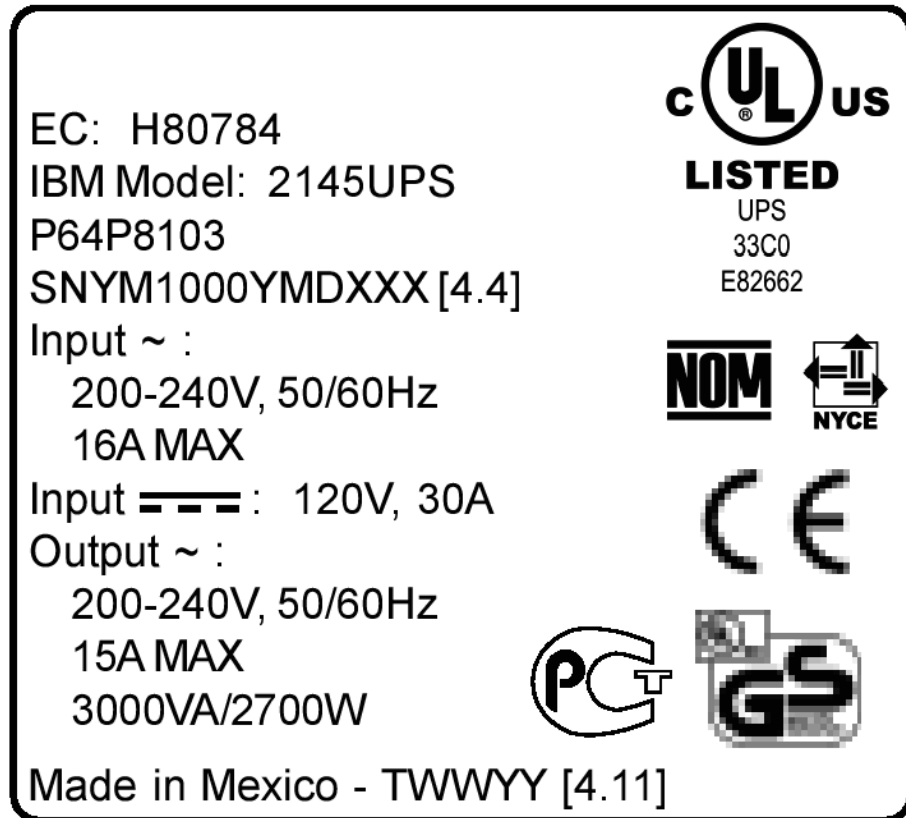 EC: H80784
IBM Model: 2145UPS
P64P8103
SNYM1000YMDXXX [4.4]
Input ~ :
200-240V, 50/60Hz
16A MAX
Input ⎓ : 120V, 30A
Output ~ :
200-240V, 50/60Hz
15A MAX
3000VA/2700W
Made in Mexico - TWWYY [4.11]
C UL ® US
LISTED
UPS
33C0
E82662
NOM
NYCE
CE
PCT
GS